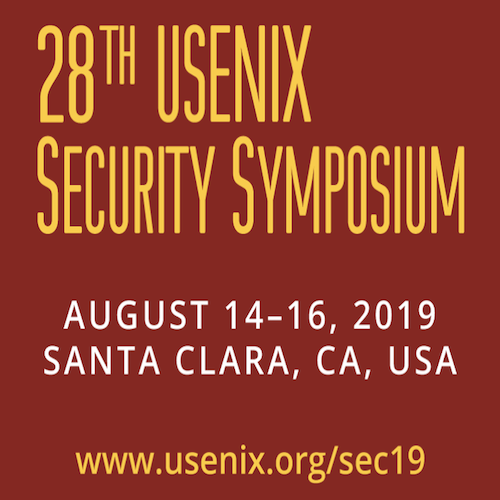 28TH USENIX
SECURITY SYMPOSIUM
AUGUST 14–16, 2019
SANTA CLARA, CA, USA
www.usenix.org/sec19